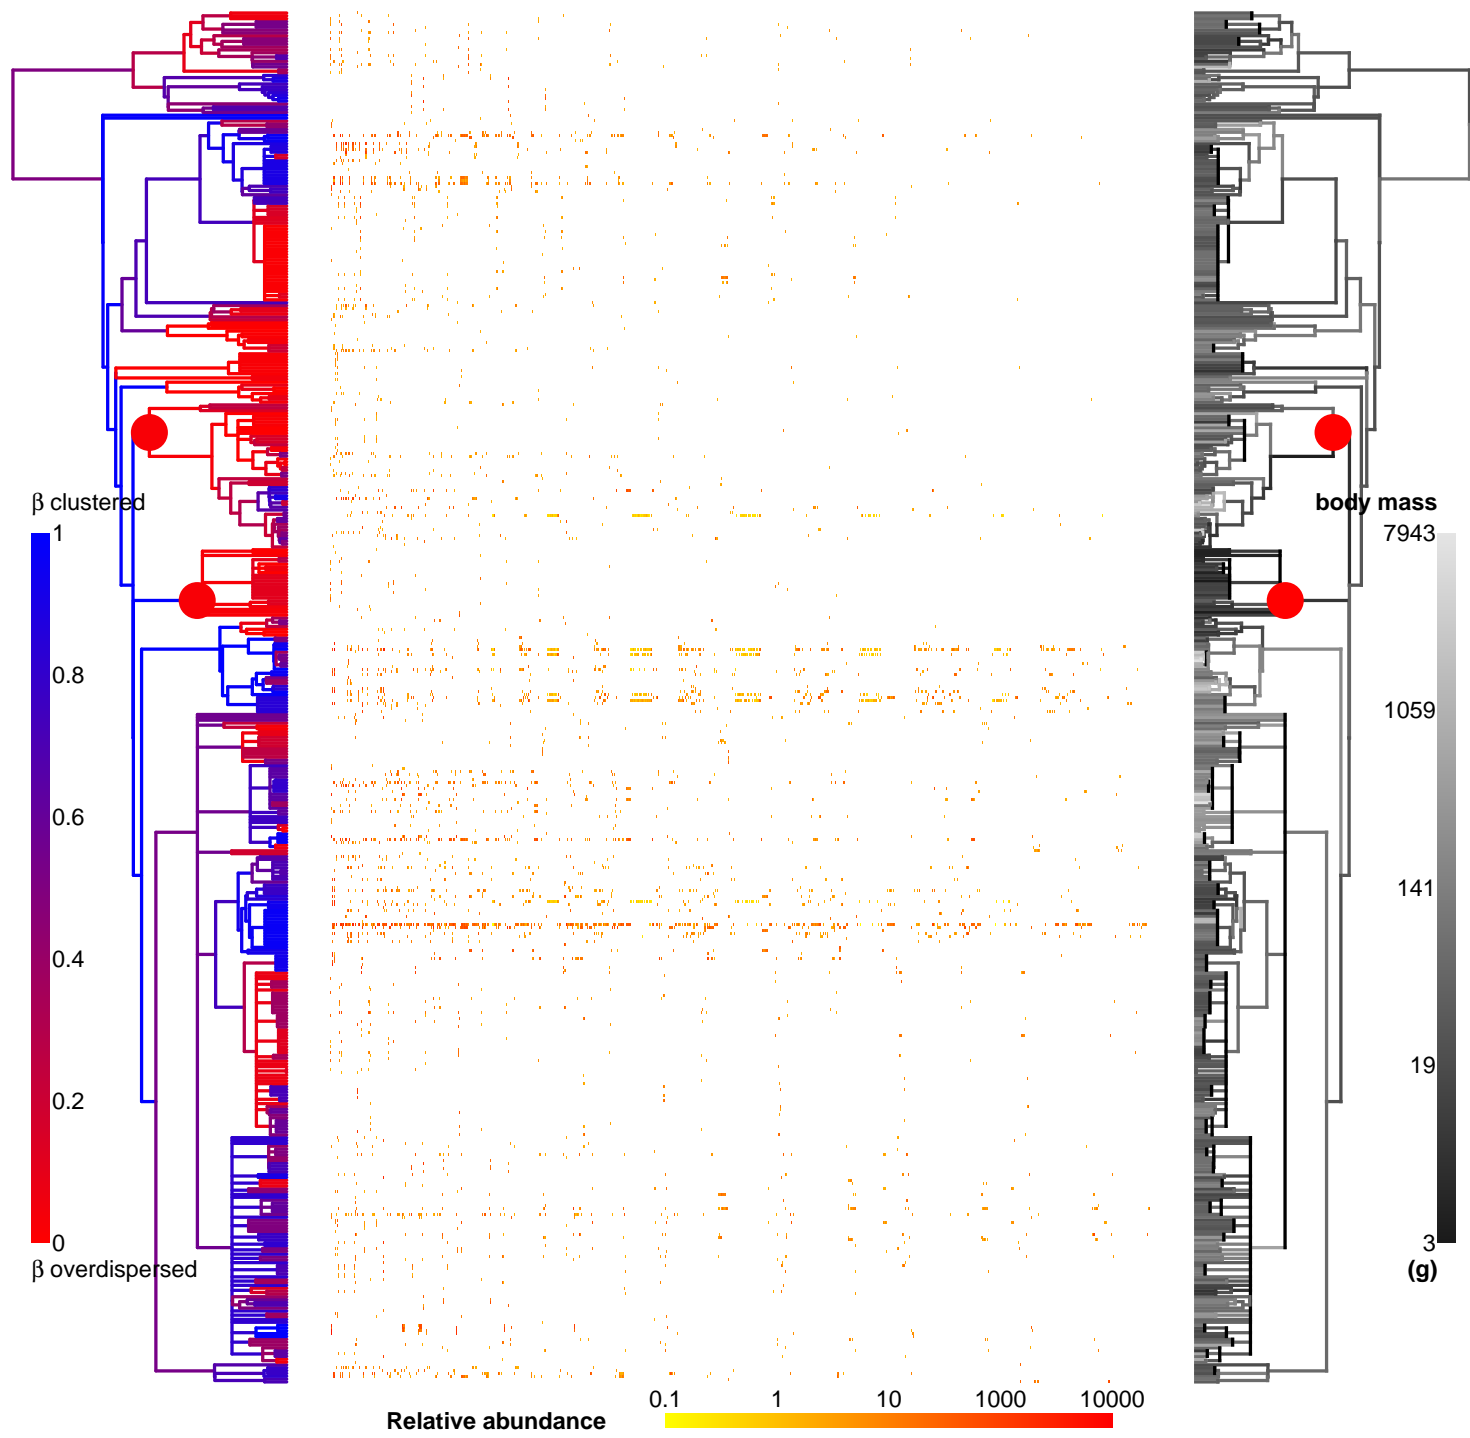 β clustered
1
0.8
0.6
0.4
0.2
0
β overdispersed
body mass
7943
1059
141
19
3
(g)
0.1 1 10 1000 10000
Relative abundance